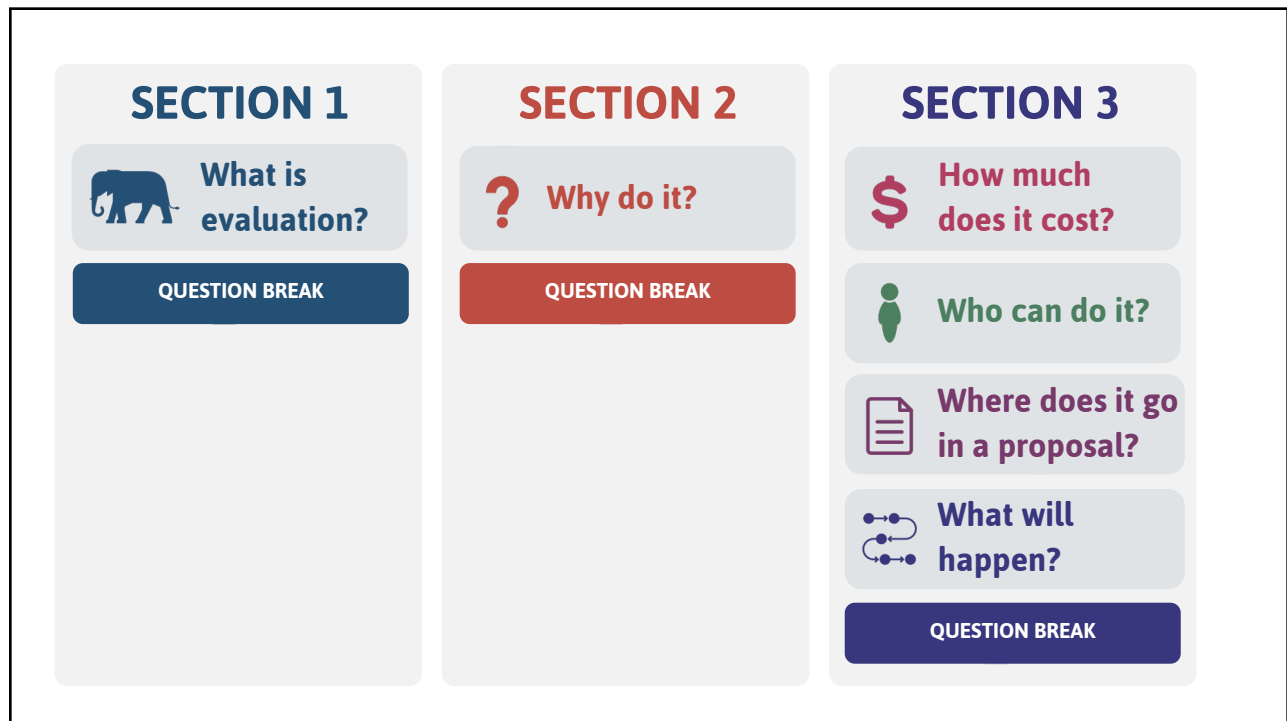 SECTION 1
What is
evaluation?
QUESTION BREAK
SECTION 2
?
Why do it?
QUESTION BREAK
SECTION 3
$
How much
does it cost?
Who can do it?
Where does it go
in a proposal?
What will
happen?
QUESTION BREAK